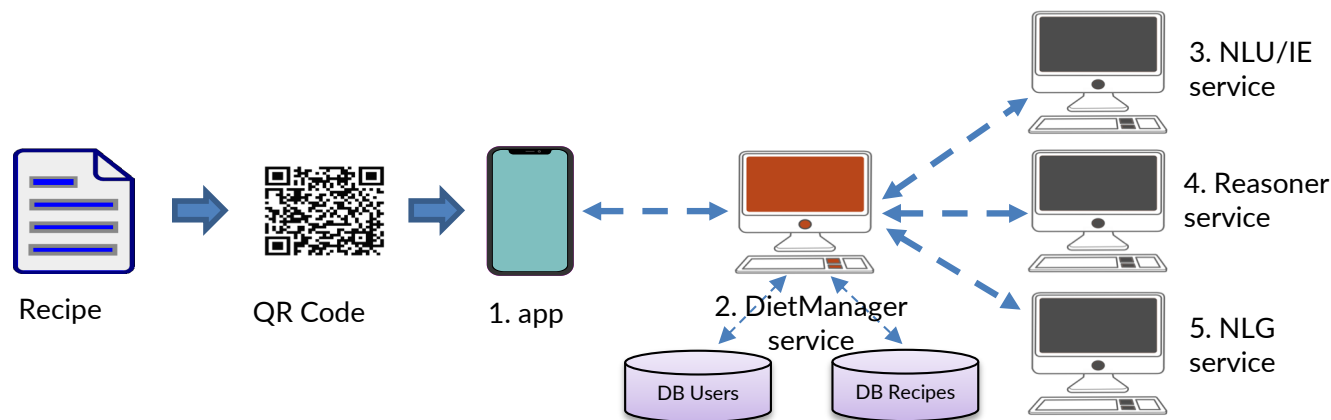 Recipe
QR Code
1. app
2. DietManager
service
DB Users
DB Recipes
3. NLU/IE
service
4. Reasoner
service
5. NLG
service